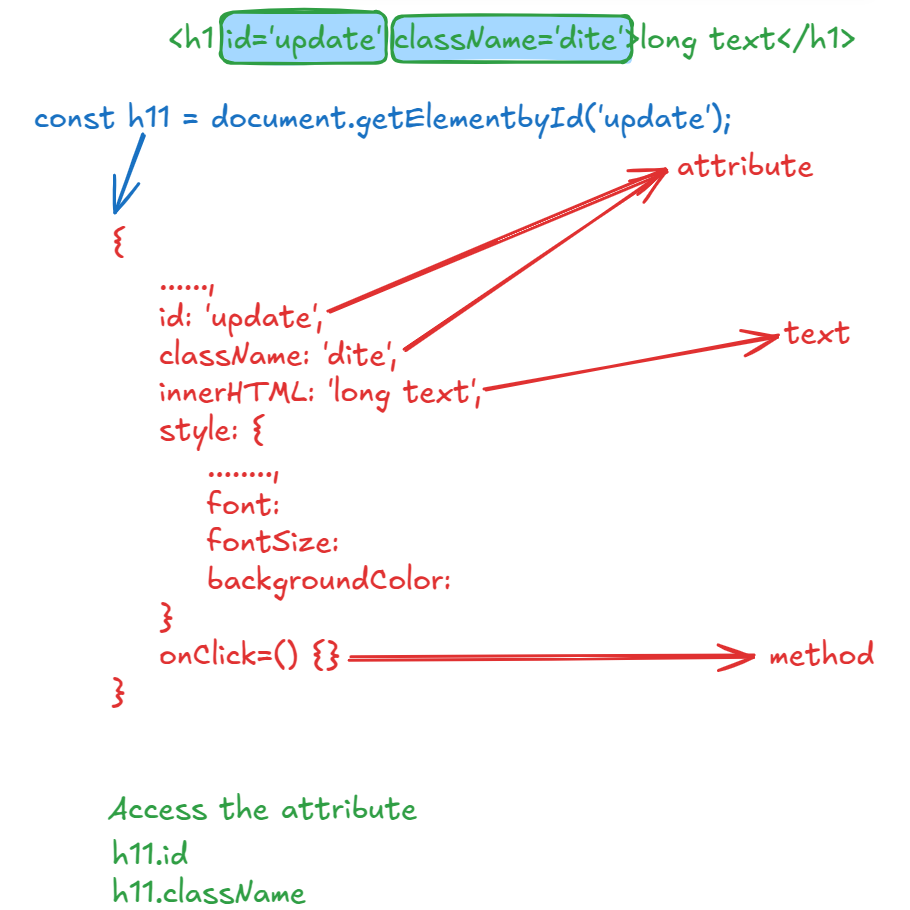 <h1 id='update' className='dite'>long text</h1>
const h11 = document.getElementbyId('update');
attribute
{
......,
id: 'update',
className: 'dite',
innerHTML: 'long text',
text
style: {
........,
font:
fontSize:
backgroundColor:
}
onClick=() {}
method
}
Access the attribute
h11.id
h11.className